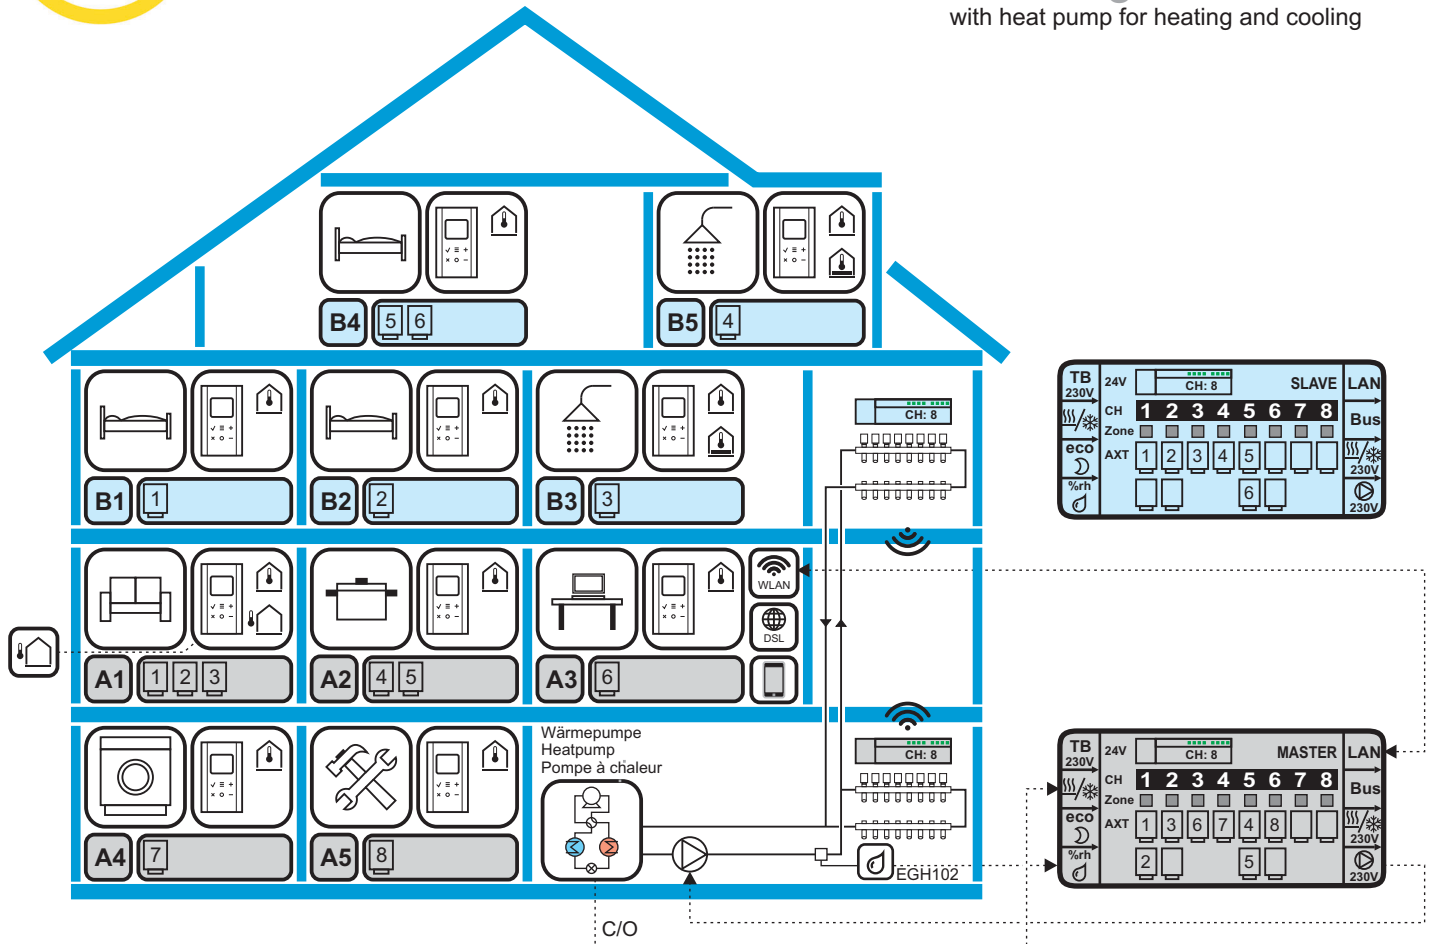 with heat pump for heating and cooling
B4 5 6
B5 4
B1 1
B2 2
B3 3
CH: 8
A1 1 2 3
A2 4 5
A3 6
WLAN
DSL
A4 7
A5 8
Wärmepumpe
Heatpump
Pompe à chaleur
CH: 8
EGH102
C/O
TB 24V CH: 8 SLAVE LAN
230V
CH 1 2 3 4 5 6 7 8 Bus
Zone
eco AXT 1 2 3 4 5
230V
%rh 6
230V
TB 24V CH: 8 MASTER LAN
230V
CH 1 2 3 4 5 6 7 8 Bus
Zone
eco AXT 1 3 6 7 4 8
230V
%rh 2 5
230V